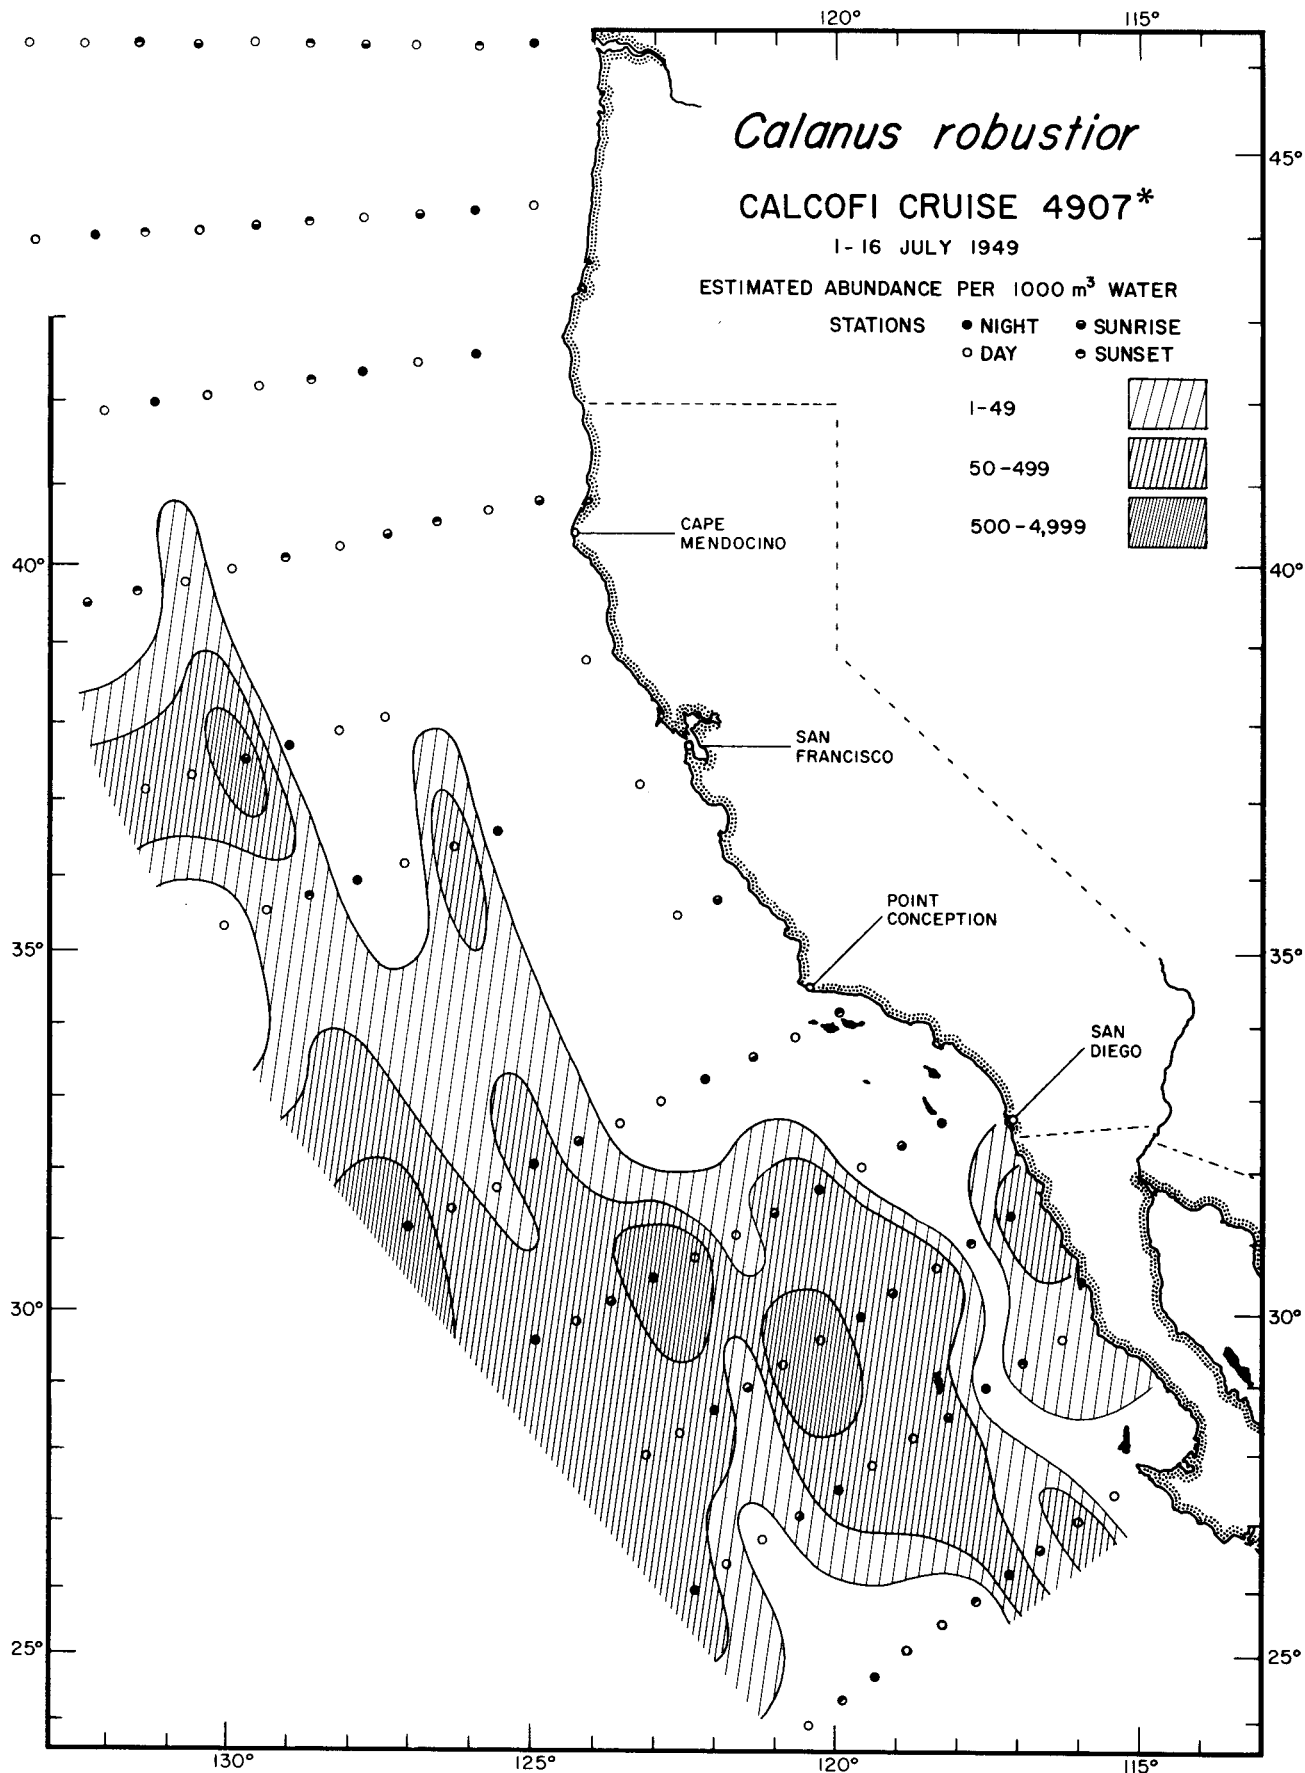 120° 115°
Calanus robustior
45°
CALCOFI CRUISE 4907*
1-16 JULY 1949
ESTIMATED ABUNDANCE PER 1000 m³ WATER
STATIONS ● NIGHT SUNRISE
○ DAY SUNSET
1-49
50-499
500-4,999
CAPE
MENDOCINO
40° 40°
SAN
FRANCISCO
POINT
CONCEPTION
35° 35°
SAN
DIEGO
30° 30°
25° 25°
130° 125° 120° 115°